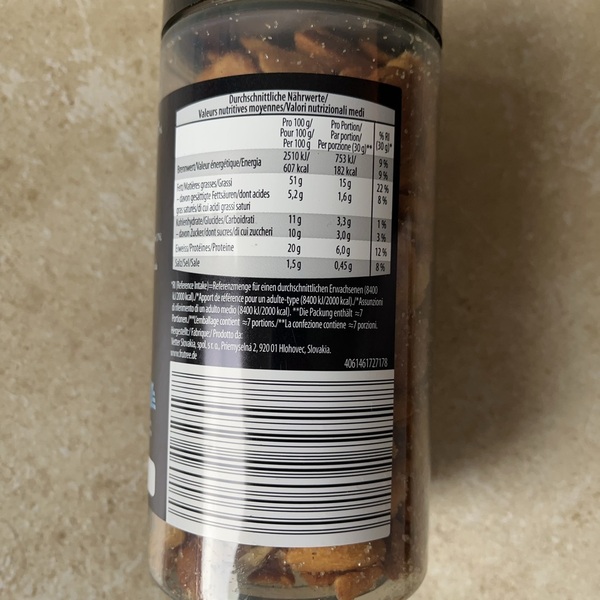 Durchschnittliche Nährwerte/
Valeurs nutritives moyennes/Valori nutrizionali medi
Pro 100 g/ Pro Portion/ % RI
Pour 100 g/ Par portion/ (30 g)*
Per 100 g Per porzione (30 g)**
Brennwert/Valeur énergétique/Energia 2510 kJ/ 753 kJ/ 9 %
607 kcal 182 kcal 9 %
Fett/Matières grasses/Grassi 51 g 15 g 22 %
– davon gesättigte Fettsäuren/dont acides 5,2 g 1,6 g 8 %
gras saturés/di cui acidi grassi saturi
Kohlenhydrate/Glucides/Carboidrati 11 g 3,3 g 1 %
– davon Zucker/dont sucres/di cui zuccheri 10 g 3,0 g 3 %
Eiweiss/Protéines/Proteine 20 g 6,0 g 12 %
Salz/Sel/Sale 1,5 g 0,45 g 8 %
*RI (Reference Intake)=Referenzmenge für einen durchschnittlichen Erwachsenen (8400
kJ/2000 kcal)./*Apport de référence pour un adulte-type (8400 kJ/2000 kcal)./*Assunzioni
di riferimento di un adulto medio (8400 kJ/2000 kcal). **Die Packung enthält ≈7
Portionen./**L'emballage contient ≈7 portions./**La confezione contiene ≈7 porzioni.
Hergestellt:/ Fabriqué:/ Prodotto da:
Vetter Slovakia, spol. s r. o., Priemyselná 2, 920 01 Hlohovec, Slovakia.
www.frutree.de
4061461727178